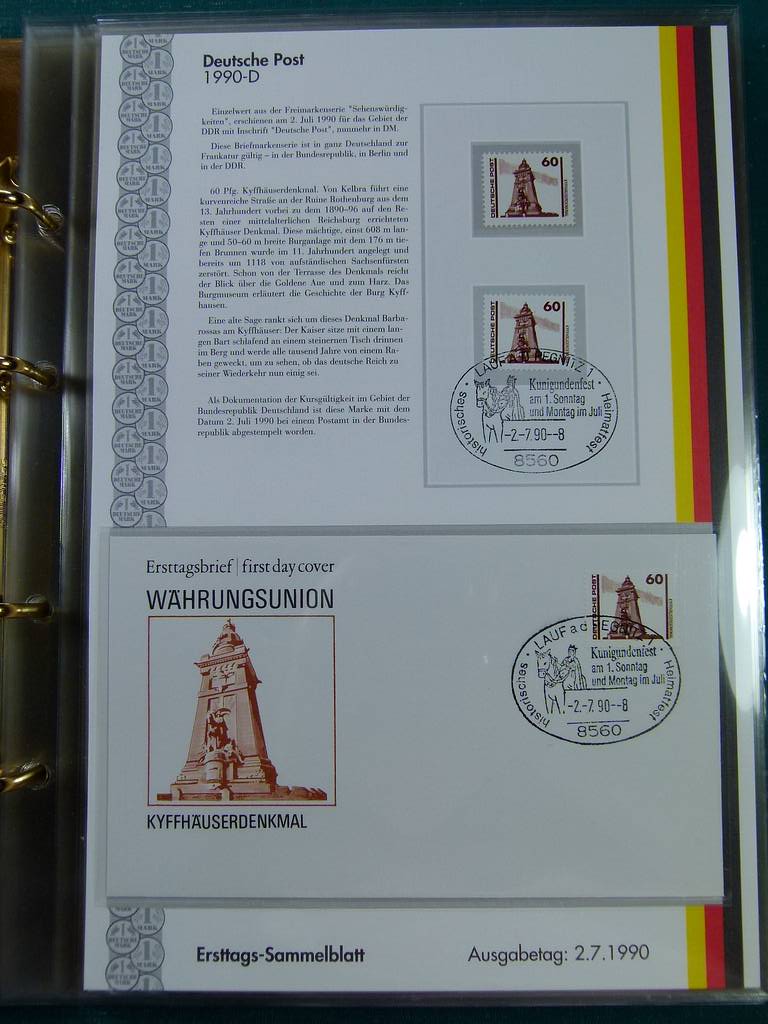 Deutsche Post
1990-D
Einzelwert aus der Freimarkenserie "Sehenswürdig-
keiten", erschienen am 2. Juli 1990 für das Gebiet der
DDR mit Inschrift "Deutsche Post", nunmehr in DM.
Diese Briefmarkenserie ist in ganz Deutschland zur
Frankatur gültig – in der Bundesrepublik, in Berlin und
in der DDR.
60 Pfg. Kyffhäuserdenkmal. Von Kelbra führt eine
kurvenreiche Straße an der Ruine Rothenburg aus dem
13. Jahrhundert vorbei zu dem 1890–96 auf den Re-
sten einer mittelalterlichen Reichsburg errichteten
Kyffhäuser Denkmal. Diese mächtige, einst 608 m lan-
ge und 50–60 m breite Burganlage mit dem 176 m tie-
fen Brunnen wurde im 11. Jahrhundert angelegt und
bereits um 1118 von aufständischen Sachsenfürsten
zerstört. Schon von der Terrasse des Denkmals reicht
der Blick über die Goldene Aue und zum Harz. Das
Burgmuseum erläutert die Geschichte der Burg Kyff-
hausen.
Eine alte Sage rankt sich um dieses Denkmal Barba-
rossas am Kyffhäuser: Der Kaiser sitze mit einem lan-
gen Bart schlafend an einem steinernen Tisch drinnen
im Berg und werde alle tausend Jahre von einem Ra-
ben geweckt, um zu sehen, ob das deutsche Reich zu
seiner Wiederkehr nun einig sei.
Als Dokumentation der Kursgültigkeit im Gebiet der
Bundesrepublik Deutschland ist diese Marke mit dem
Datum 2. Juli 1990 bei einem Postamt in der Bundes-
republik abgestempelt worden.
DEUTSCHE POST
60
DEUTSCHE POST
60
LAUF a d PEGNITZ 1
historisches
Kunigundenfest
am 1. Sonntag
und Montag im Juli
Heimatfest
-2.-7.90--8
8560
Ersttagsbrief | first day cover
WÄHRUNGSUNION
KYFFHÄUSERDENKMAL
DEUTSCHE POST
60
LAUF a d PEGNITZ 1
historisches
Kunigundenfest
am 1. Sonntag
und Montag im Juli
Heimatfest
-2.-7.90--8
8560
Ersttags-Sammelblatt
Ausgabetag: 2.7.1990